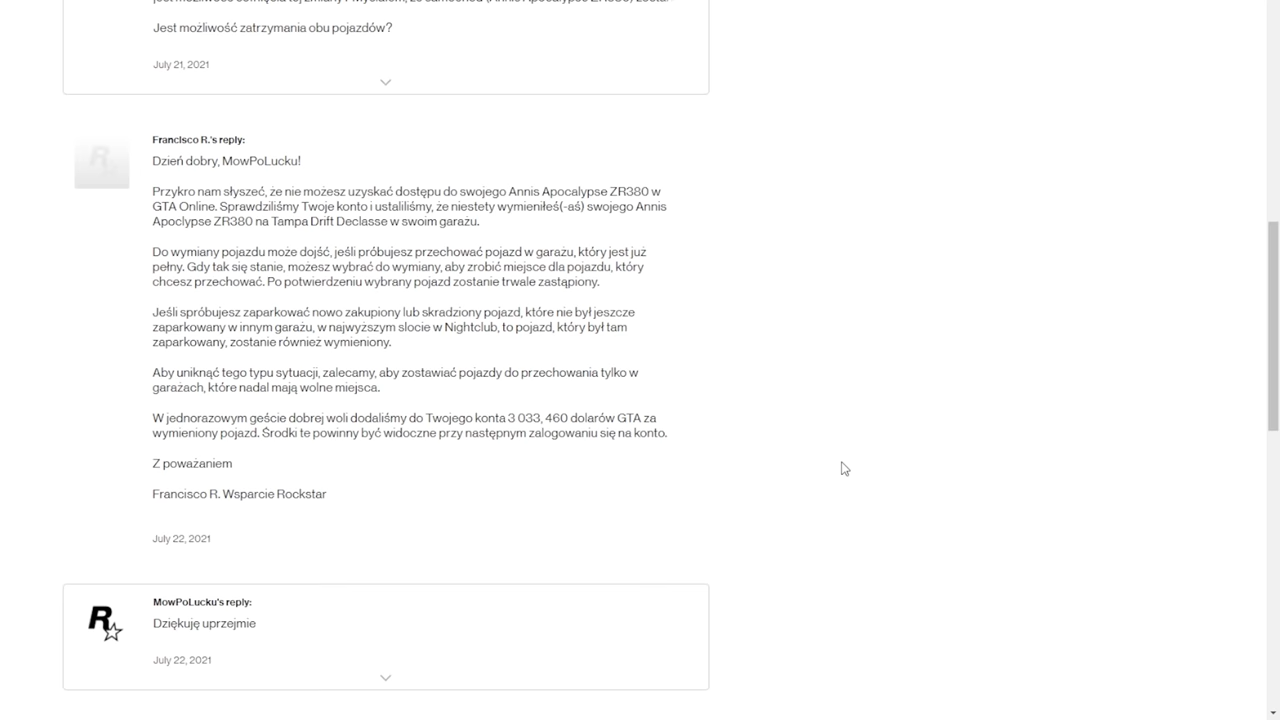 Jest możliwość zatrzymania obu pojazdów?
July 21, 2021
Francisco R.'s reply:
Dzień dobry, MowPoLucku!
Przykro nam słyszeć, że nie możesz uzyskać dostępu do swojego Annis Apocalypse ZR380 w
GTA Online. Sprawdziliśmy Twoje konto i ustaliliśmy, że niestety wymieniłeś(-aś) swojego Annis
Apoclypse ZR380 na Tampa Drift Declasse w swoim garażu.
Do wymiany pojazdu może dojść, jeśli próbujesz przechować pojazd w garażu, który jest już
pełny. Gdy tak się stanie, możesz wybrać do wymiany, aby zrobić miejsce dla pojazdu, który
chcesz przechować. Po potwierdzeniu wybrany pojazd zostanie trwale zastąpiony.
Jeśli spróbujesz zaparkować nowo zakupiony lub skradziony pojazd, które nie był jeszcze
zaparkowany w innym garażu, w najwyższym slocie w Nightclub, to pojazd, który był tam
zaparkowany, zostanie również wymieniony.
Aby uniknąć tego typu sytuacji, zalecamy, aby zostawiać pojazdy do przechowania tylko w
garażach, które nadal mają wolne miejsca.
W jednorazowym geście dobrej woli dodaliśmy do Twojego konta 3 033, 460 dolarów GTA za
wymieniony pojazd. Środki te powinny być widoczne przy następnym zalogowaniu się na konto.
Z poważaniem
Francisco R. Wsparcie Rockstar
July 22, 2021
R
MowPoLucku's reply:
Dziękuję uprzejmie
July 22, 2021